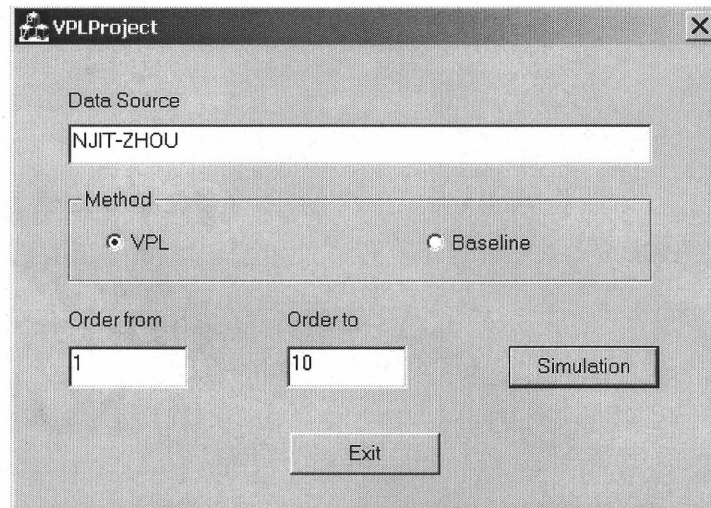 VPLProject
Data Source
NJIT-ZHOU
Method
VPL
Baseline
Order from
Order to
1
10
Simulation
Exit